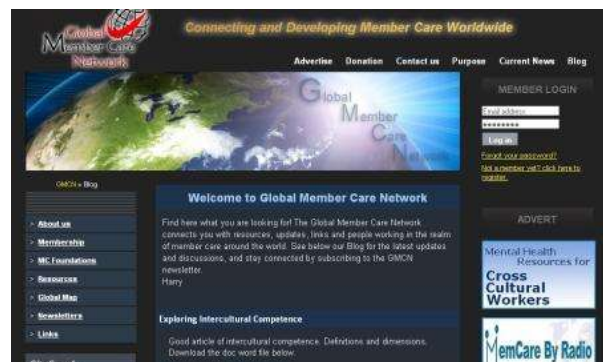 Global
Member Care
Network
Connecting and Developing Member Care Worldwide
Advertise Donation Contact us Purpose Current News Blog
Global
Member
Care
Network
MEMBER LOGIN
Email address
Log in
Forgot your password?
Not a member yet? click here to
register.
GMCN » Blog
> About us
> Membership
> MC Foundations
> Resources
> Global Map
> Newsletters
> Links
Welcome to Global Member Care Network
Find here what you are looking for! The Global Member Care Network
connects you with resources, updates, links and people working in the realm
of member care around the world. See below our Blog for the latest updates
and discussions, and stay connected by subscribing to the GMCN
newsletter.
Harry
Exploring Intercultural Competence
Good article of intercultural competence. Definitions and dimensions.
Download the doc word file below.
ADVERT
Mental Health
Resources for
Cross
Cultural
Workers
MemCare By Radio